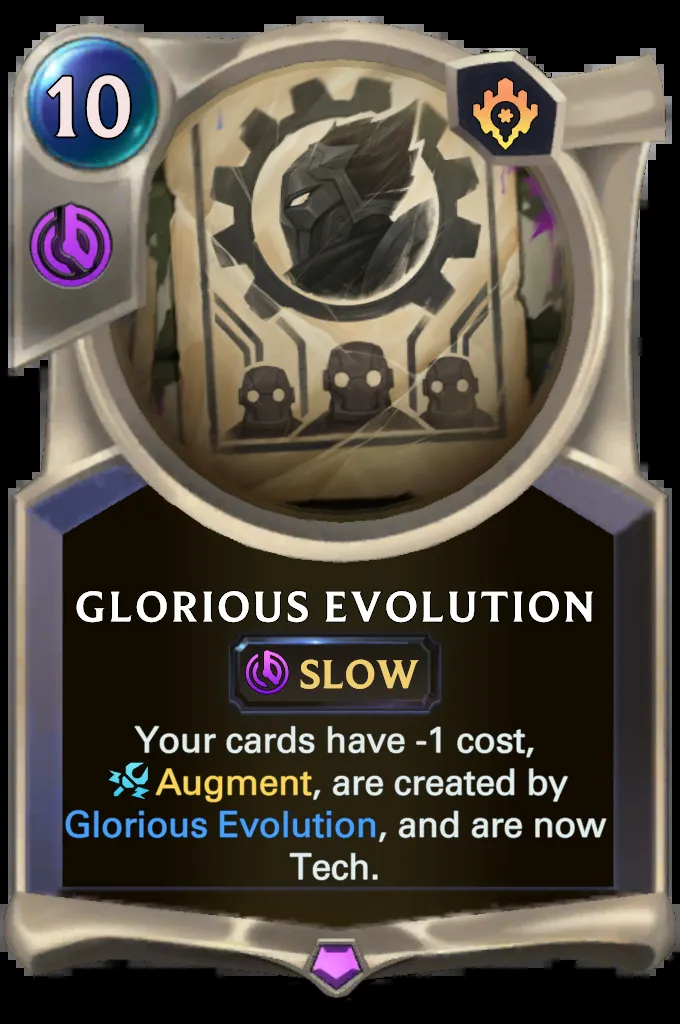 10
GLORIOUS EVOLUTION
SLOW
Your cards have -1 cost,
Augment, are created by
Glorious Evolution, and are now
Tech.